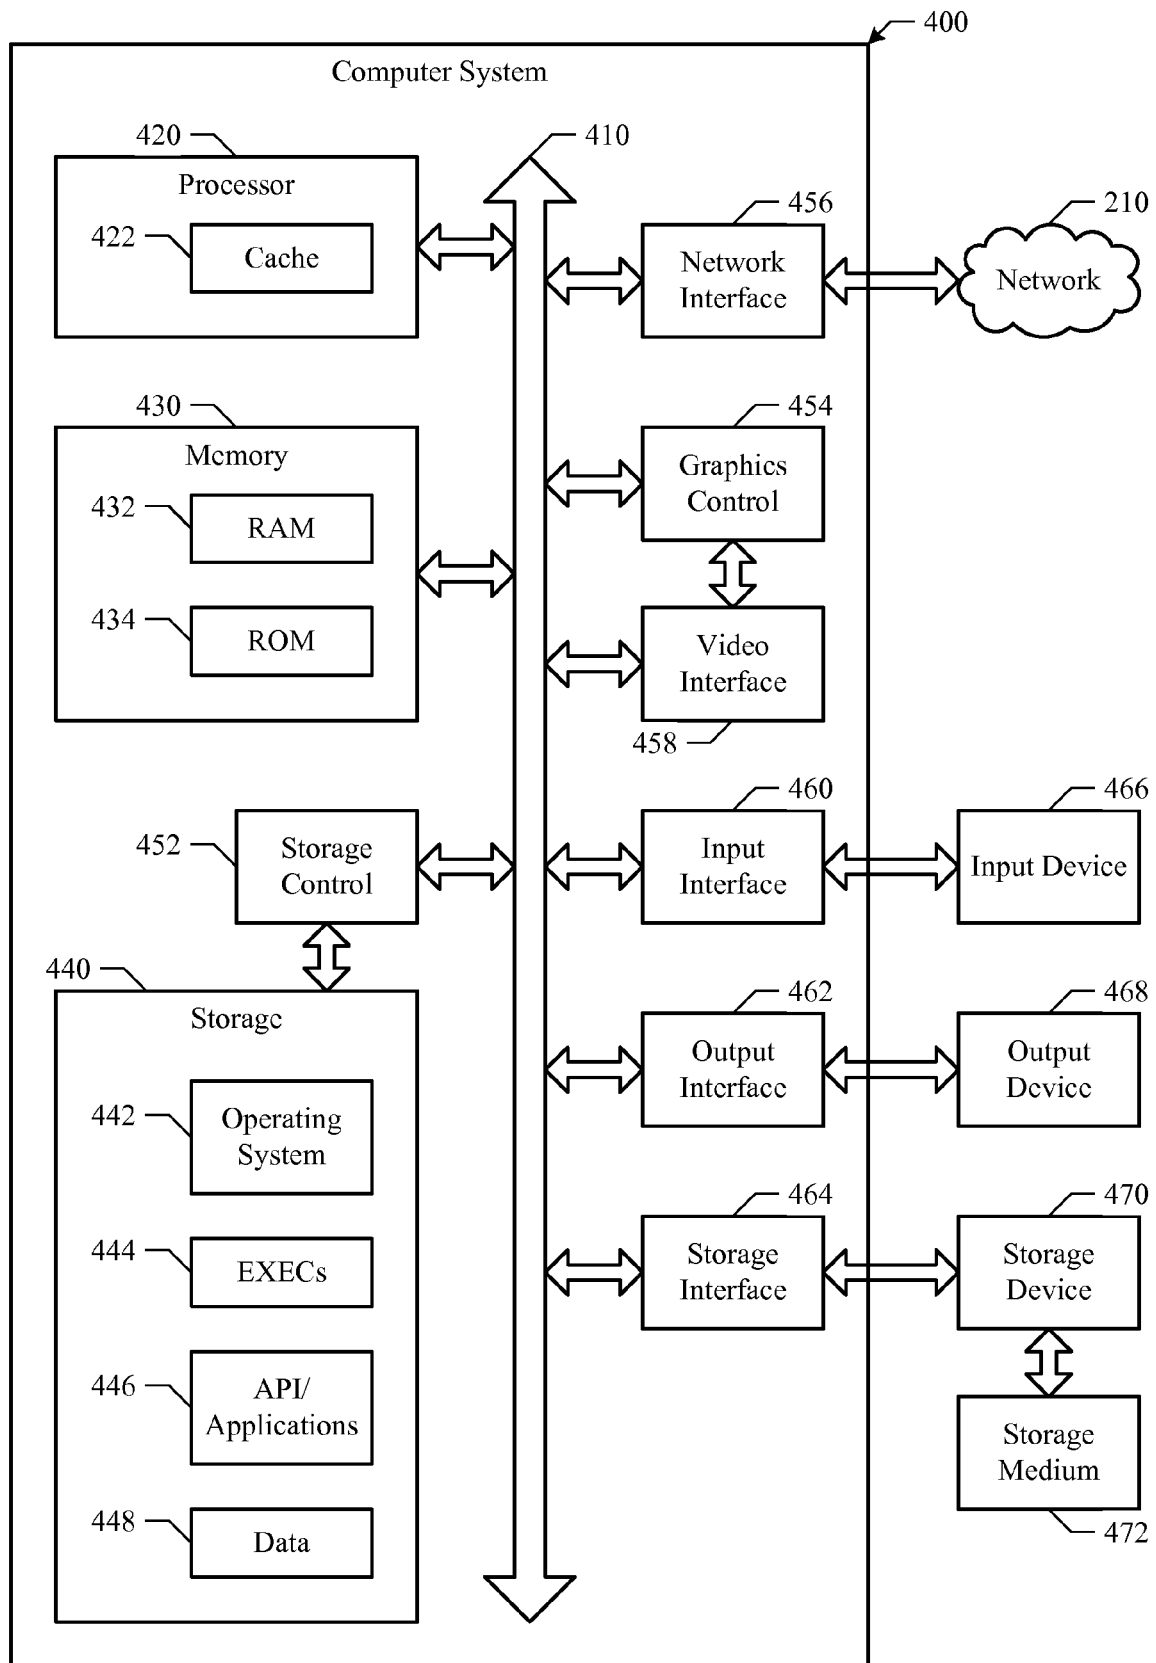 400
Computer System
420
410
Processor
456
210
422
Cache
Network
Interface
Network
430
454
Memory
Graphics
Control
432
RAM
434
ROM
Video
Interface
458
460
466
452
Storage
Control
Input
Interface
Input Device
440
Storage
462
468
Output
Interface
Output
Device
442
Operating
System
464
470
444
EXECs
Storage
Interface
Storage
Device
446
API/
Applications
Storage
Medium
448
Data
472